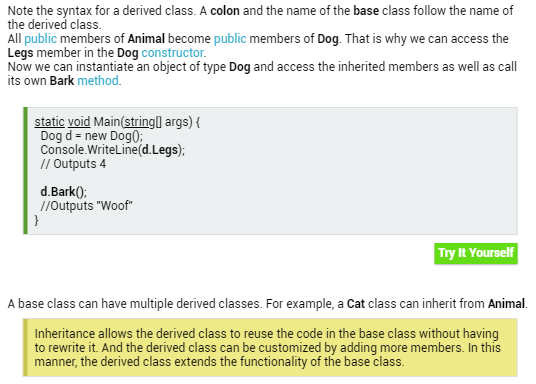 Note the syntax for a derived class. A colon and the name of the base class follow the name of
the derived class.
All public members of Animal become public members of Dog. That is why we can access the
Legs member in the Dog constructor.
Now we can instantiate an object of type Dog and access the inherited members as well as call
its own Bark method.
static void Main(string[] args) {
Dog d = new Dog();
Console.WriteLine(d.Legs);
// Outputs 4
d.Bark();
//Outputs "Woof"
}
Try It Yourself
A base class can have multiple derived classes. For example, a Cat class can inherit from Animal.
Inheritance allows the derived class to reuse the code in the base class without having
to rewrite it. And the derived class can be customized by adding more members. In this
manner, the derived class extends the functionality of the base class.